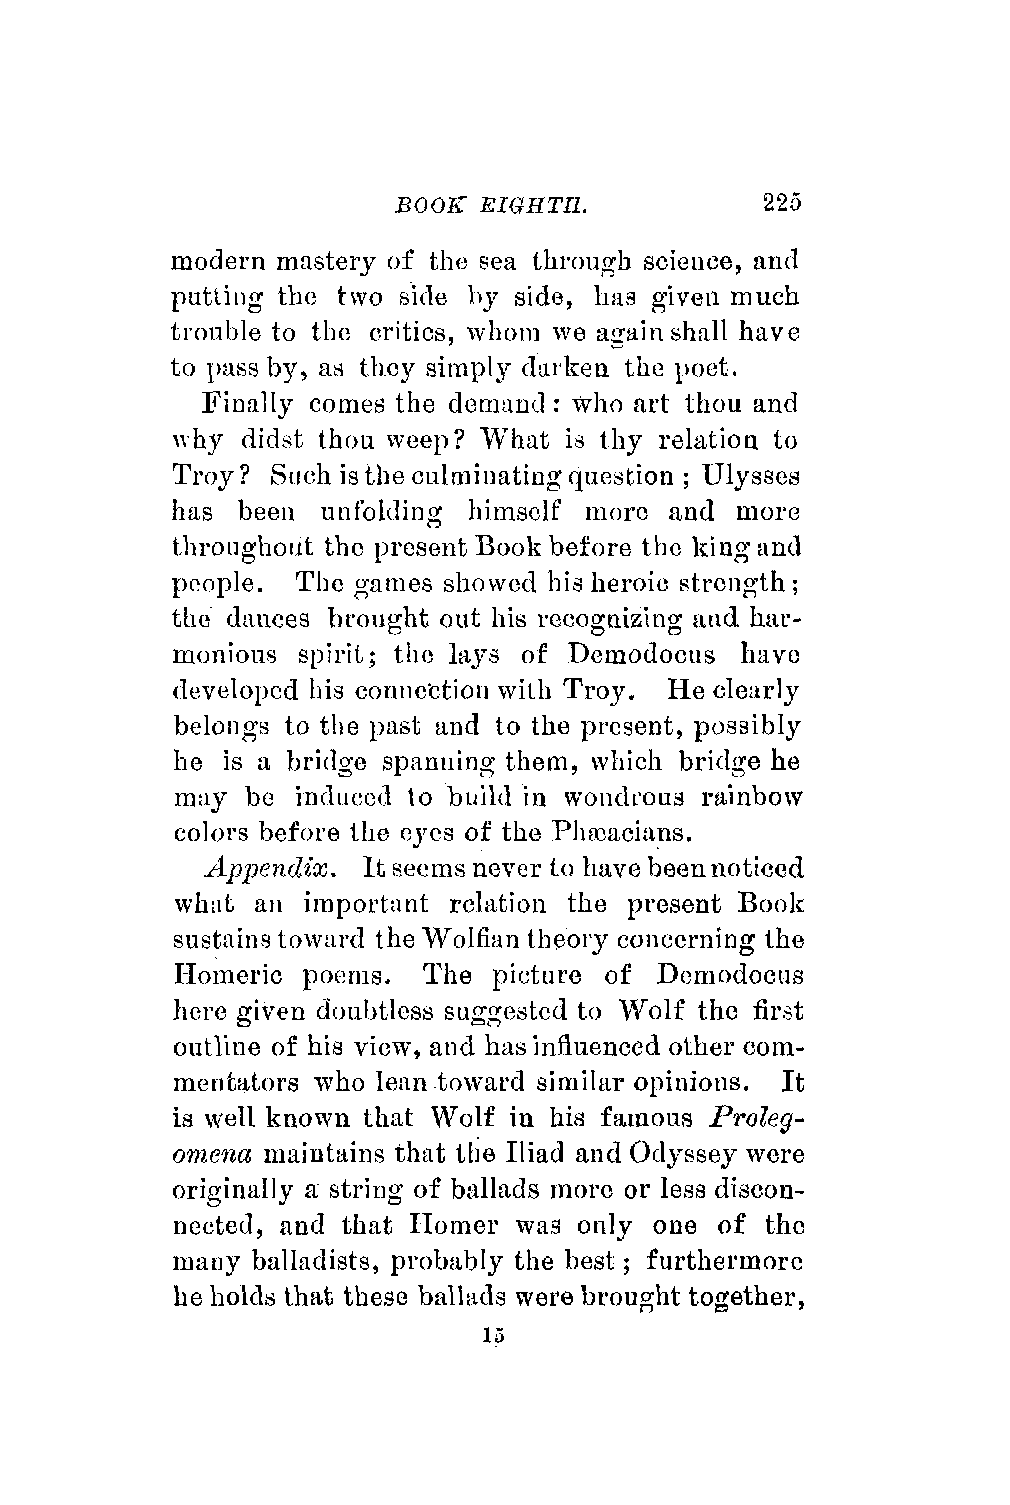 BOOK EIGHTH. 225
modern mastery of the sea through science, and
putting the two side by side, has given much
trouble to the critics, whom we again shall have
to pass by, as they simply darken the poet.
Finally comes the demand: who art thou and
why didst thou weep? What is thy relation to
Troy? Such is the culminating question; Ulysses
has been unfolding himself more and more
throughout the present Book before the king and
people. The games showed his heroic strength;
the dances brought out his recognizing and har-
monious spirit; the lays of Demodocus have
developed his connection with Troy. He clearly
belongs to the past and to the present, possibly
he is a bridge spanning them, which bridge he
may be induced to build in wondrous rainbow
colors before the eyes of the Phæacians.
Appendix. It seems never to have been noticed
what an important relation the present Book
sustains toward the Wolfian theory concerning the
Homeric poems. The picture of Demodocus
here given doubtless suggested to Wolf the first
outline of his view, and has influenced other com-
mentators who lean toward similar opinions. It
is well known that Wolf in his famous Proleg-
omena maintains that the Iliad and Odyssey were
originally a string of ballads more or less discon-
nected, and that Homer was only one of the
many balladists, probably the best; furthermore
he holds that these ballads were brought together,
15